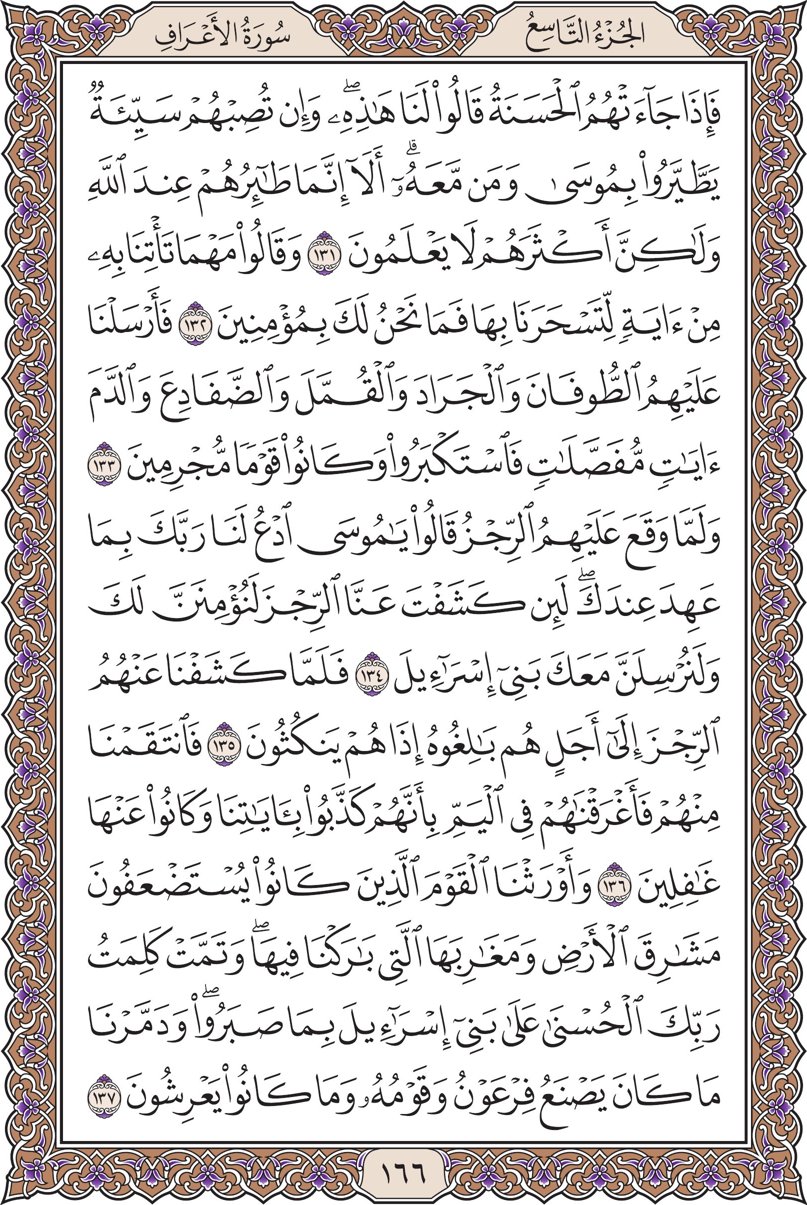 الجُزْءُ التَّاسِعُ
سُورَةُ الأَعْرَافِ
فَإِذَا جَآءَتْهُمُ ٱلْحَسَنَةُ قَالُوا۟ لَنَا هَٰذِهِۦۖ وَإِن تُصِبْهُمْ سَيِّئَةٌ
يَطَّيَّرُوا۟ بِمُوسَىٰ وَمَن مَّعَهُۥٓۗ أَلَآ إِنَّمَا طَٰٓئِرُهُمْ عِندَ ٱللَّهِ
وَلَٰكِنَّ أَكْثَرَهُمْ لَا يَعْلَمُونَ ١٣١ وَقَالُوا۟ مَهْمَا تَأْتِنَا بِهِۦ
مِنْ ءَايَةٍ لِّتَسْحَرَنَا بِهَا فَمَا نَحْنُ لَكَ بِمُؤْمِنِينَ ١٣٢ فَأَرْسَلْنَا
عَلَيْهِمُ ٱلطُّوفَانَ وَٱلْجَرَادَ وَٱلْقُمَّلَ وَٱلضَّفَادِعَ وَٱلدَّمَ
ءَايَٰتٍ مُّفَصَّلَٰتٍ فَٱسْتَكْبَرُوا۟ وَكَانُوا۟ قَوْمًا مُّجْرِمِينَ ١٣٣
وَلَمَّا وَقَعَ عَلَيْهِمُ ٱلرِّجْزُ قَالُوا۟ يَٰمُوسَى ٱدْعُ لَنَا رَبَّكَ بِمَا
عَهِدَ عِندَكَۖ لَئِن كَشَفْتَ عَنَّا ٱلرِّجْزَ لَنُؤْمِنَنَّ لَكَ
وَلَنُرْسِلَنَّ مَعَكَ بَنِىٓ إِسْرَٰٓءِيلَ ١٣٤ فَلَمَّا كَشَفْنَا عَنْهُمُ
ٱلرِّجْزَ إِلَىٰٓ أَجَلٍ هُم بَٰلِغُوهُ إِذَا هُمْ يَنكُثُونَ ١٣٥ فَٱنتَقَمْنَا
مِنْهُمْ فَأَغْرَقْنَٰهُمْ فِى ٱلْيَمِّ بِأَنَّهُمْ كَذَّبُوا۟ بِـَٔايَٰتِنَا وَكَانُوا۟ عَنْهَا
غَٰفِلِينَ ١٣٦ وَأَوْرَثْنَا ٱلْقَوْمَ ٱلَّذِينَ كَانُوا۟ يُسْتَضْعَفُونَ
مَشَٰرِقَ ٱلْأَرْضِ وَمَغَٰرِبَهَا ٱلَّتِى بَٰرَكْنَا فِيهَاۖ وَتَمَّتْ كَلِمَتُ
رَبِّكَ ٱلْحُسْنَىٰ عَلَىٰ بَنِىٓ إِسْرَٰٓءِيلَ بِمَا صَبَرُوا۟ۖ وَدَمَّرْنَا
مَا كَانَ يَصْنَعُ فِرْعَوْنُ وَقَوْمُهُۥ وَمَا كَانُوا۟ يَعْرِشُونَ ١٣٧
١٦٦